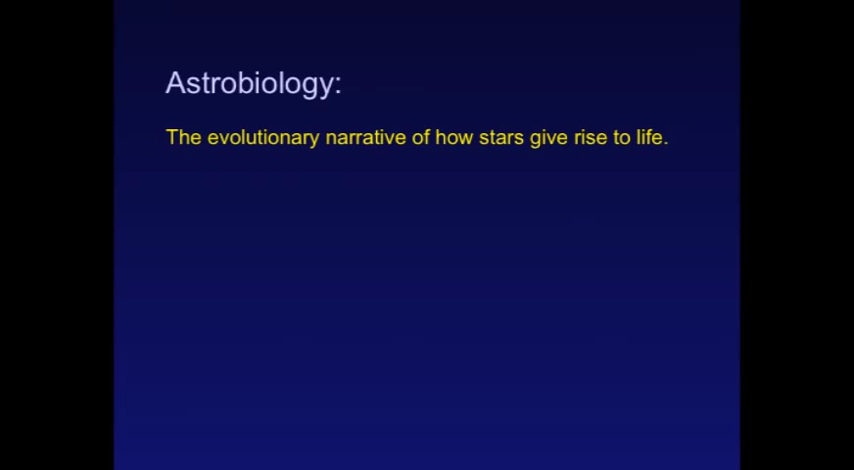 Astrobiology:
The evolutionary narrative of how stars give rise to life.